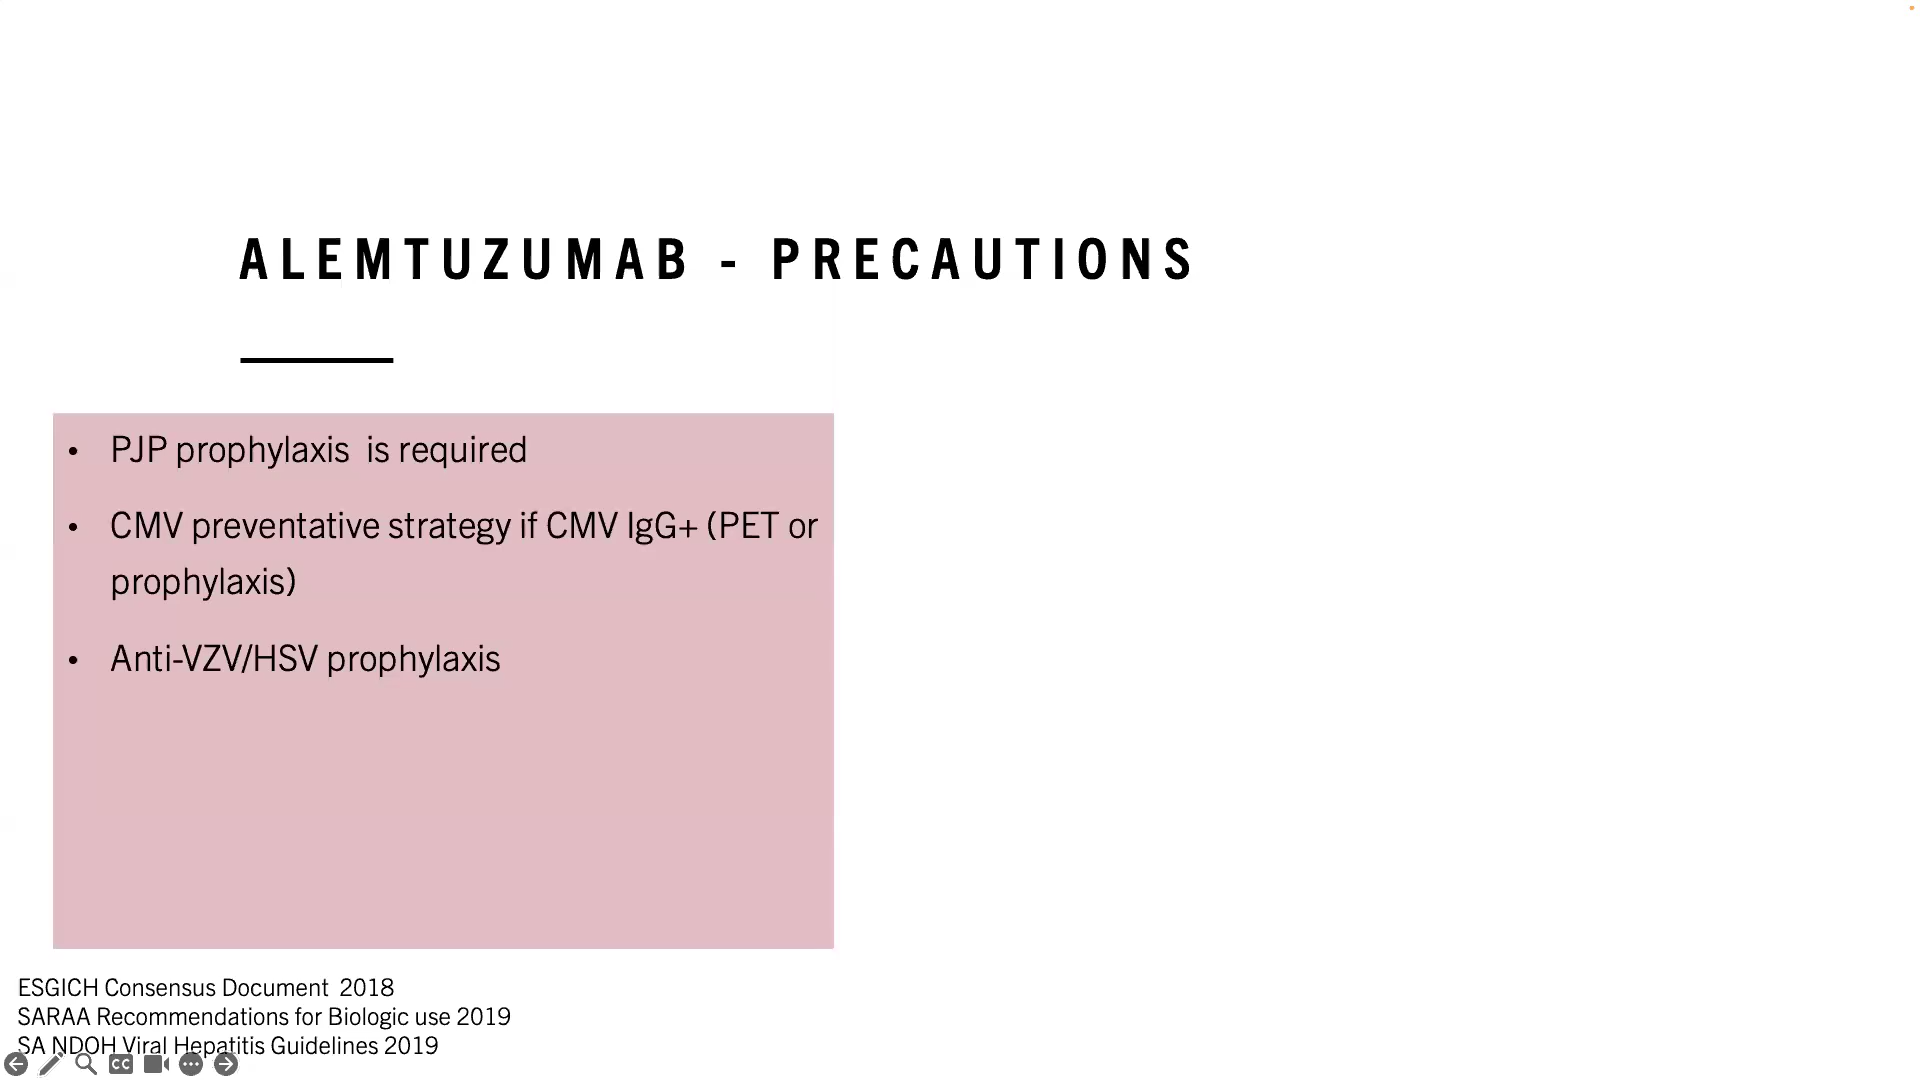 ALEMTUZUMAB - PRECAUTIONS
• PJP prophylaxis is required
• CMV preventative strategy if CMV IgG+ (PET or
prophylaxis)
• Anti-VZV/HSV prophylaxis
ESGICH Consensus Document 2018
SARAA Recommendations for Biologic use 2019
SA NDOH Viral Hepatitis Guidelines 2019
CC